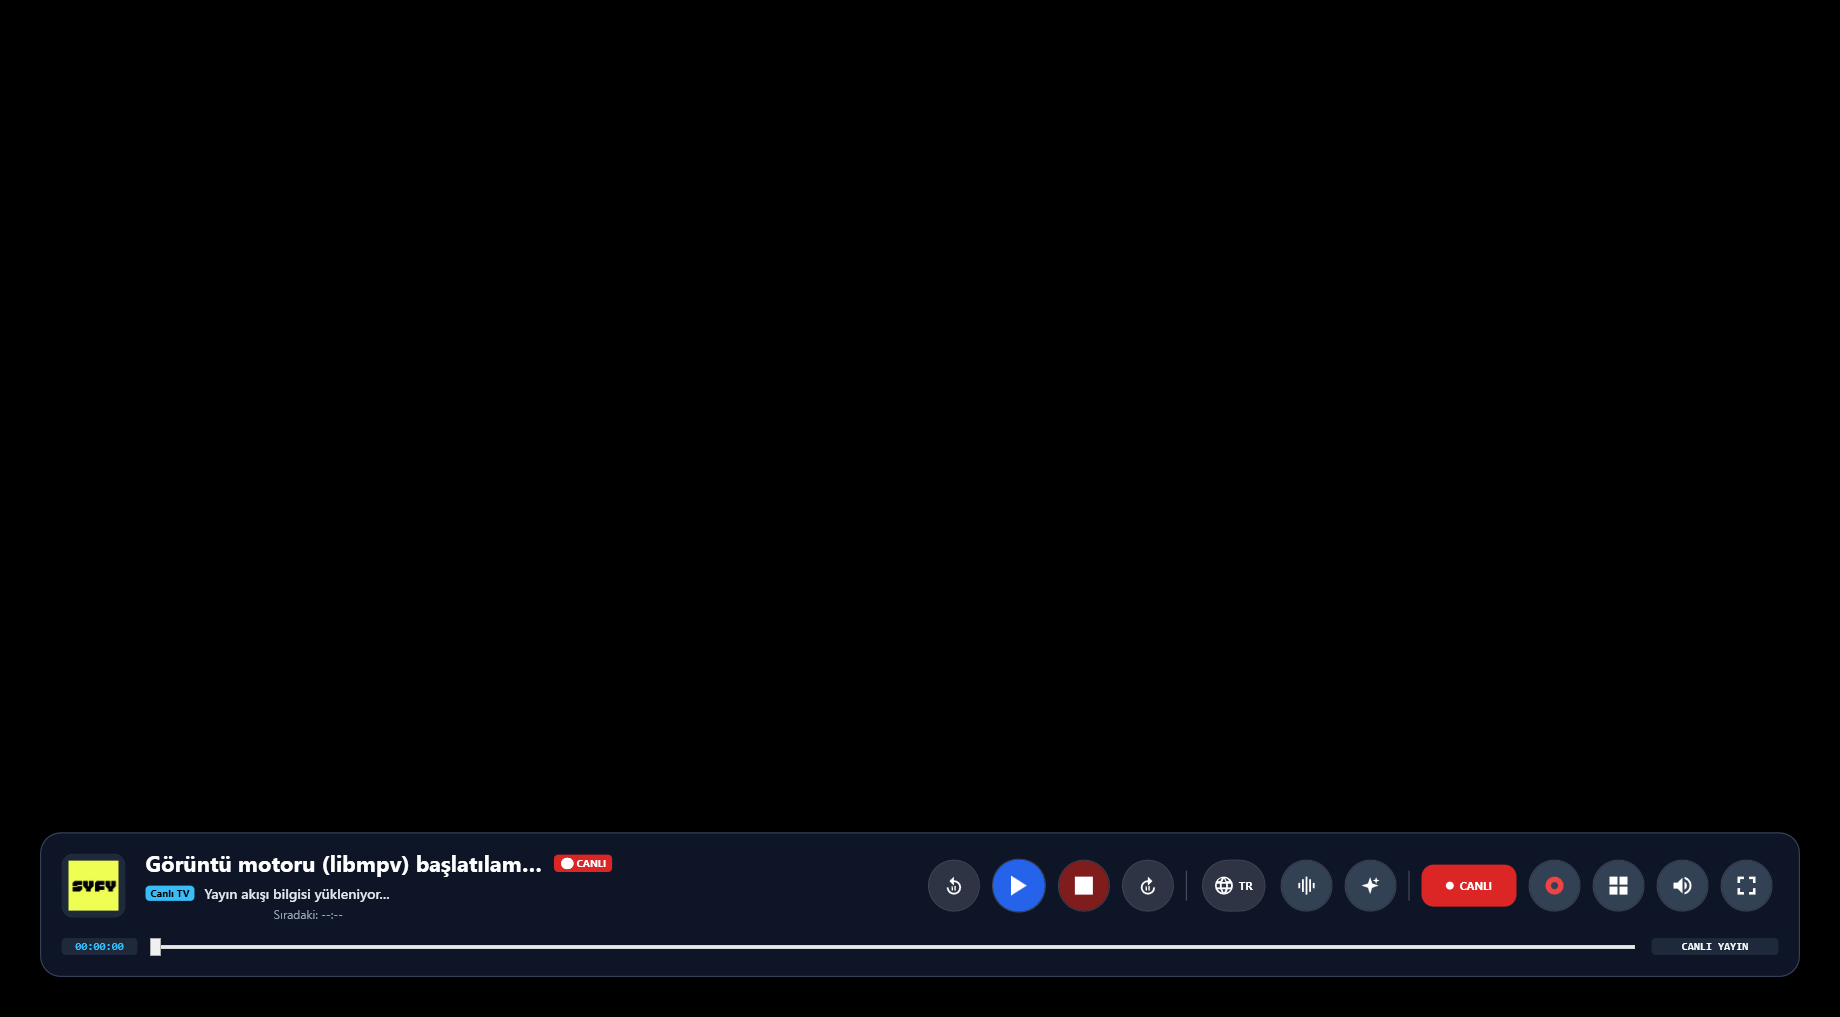 SYFY
Görüntü motoru (libmpv) başlatılam...
CANLI
Canlı TV
Yayın akışı bilgisi yükleniyor...
Sıradaki: --:--
TR
CANLI
00:00:00
CANLI YAYIN